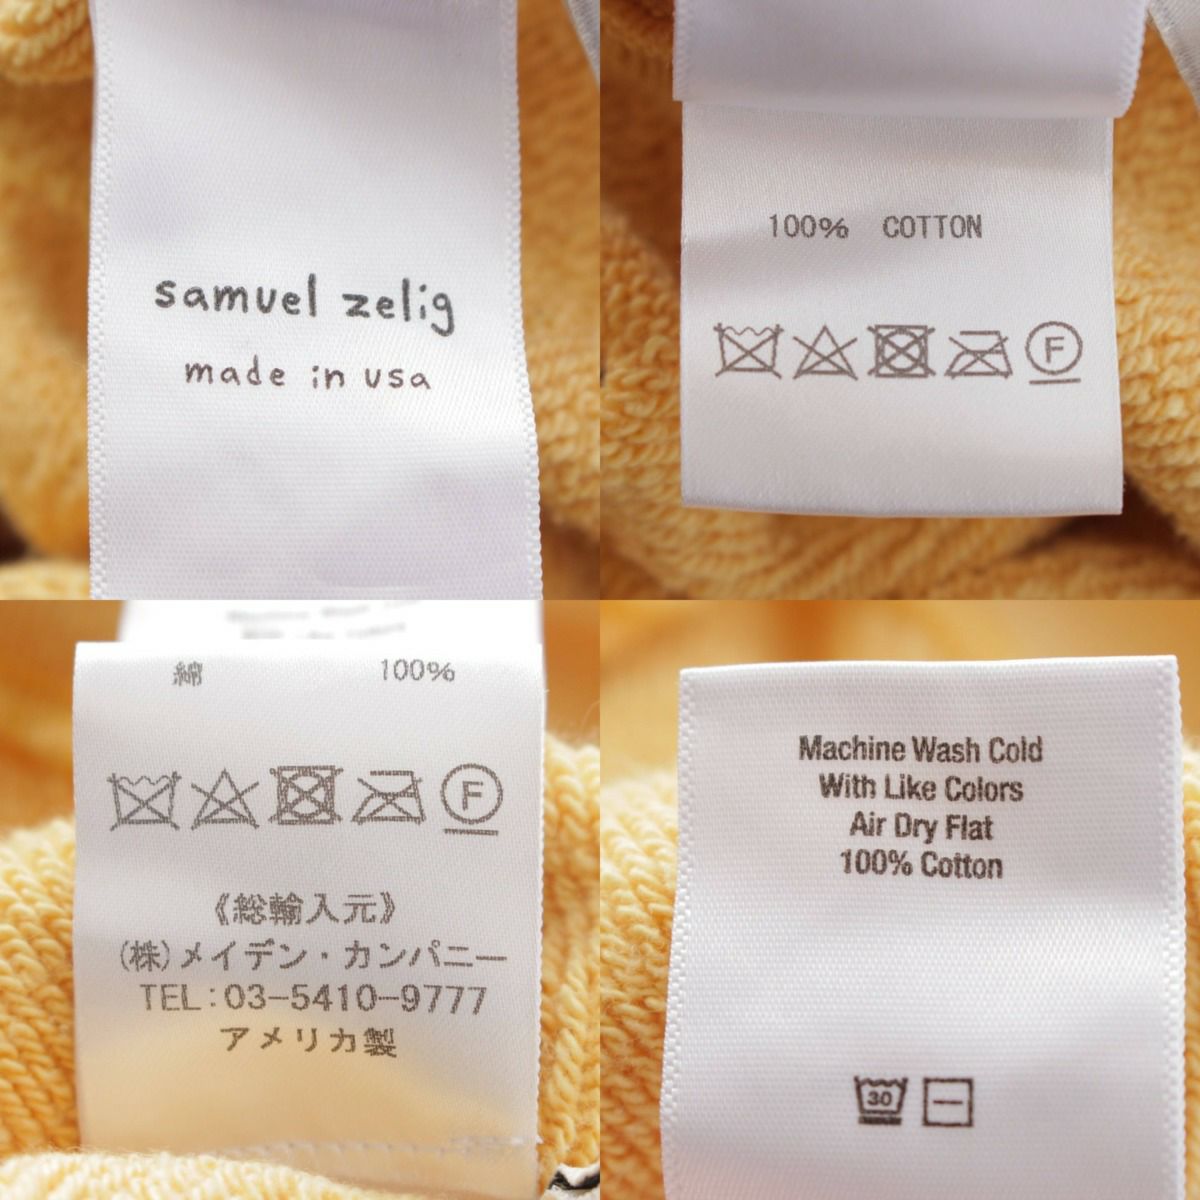 samuel zelig
made in usa
100% COTTON
F
綿 100%
F
《総輸入元》
(株)メイデン・カンパニー
TEL:03-5410-9777
アメリカ製
Machine Wash Cold
With Like Colors
Air Dry Flat
100% Cotton
30